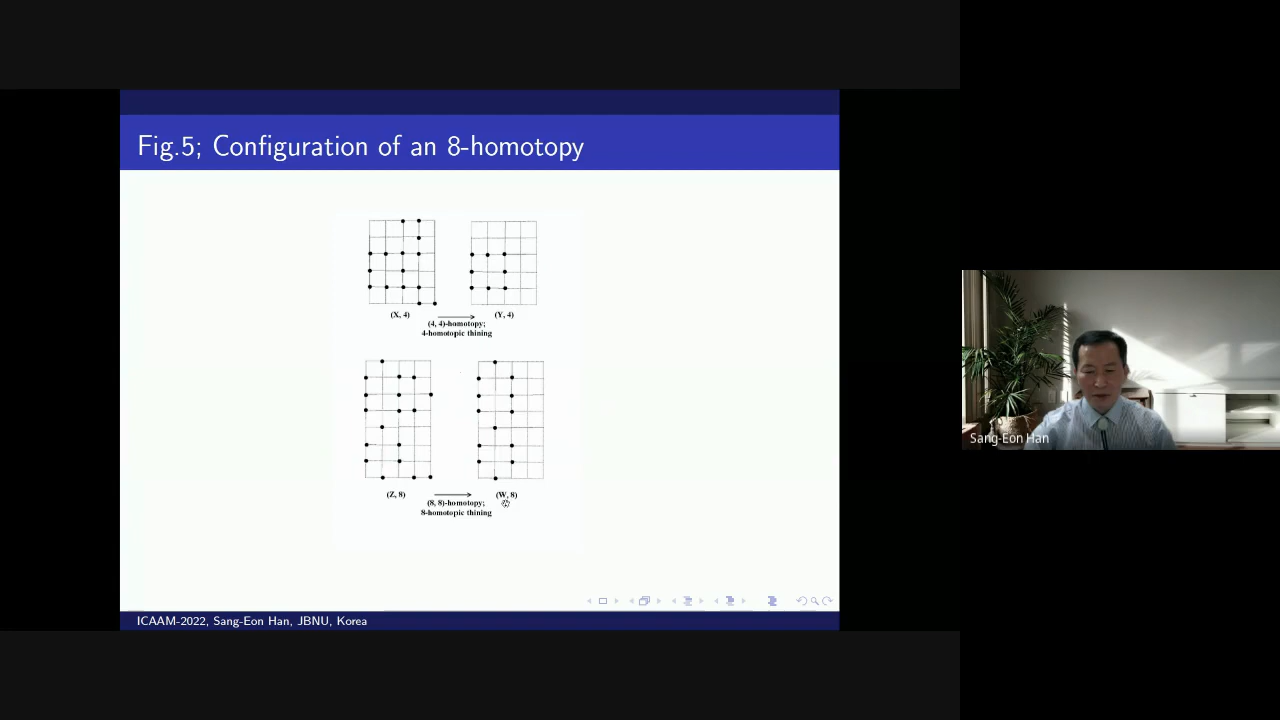 Fig.5; Configuration of an 8-homotopy
(X, 4)
(Y, 4)
(4, 4)-homotopy;
4-homotopic thining
(Z, 8)
(W, 8)
(8, 8)-homotopy;
8-homotopic thining
ICAAM-2022, Sang-Eon Han, JBNU, Korea
Sang-Eon Han